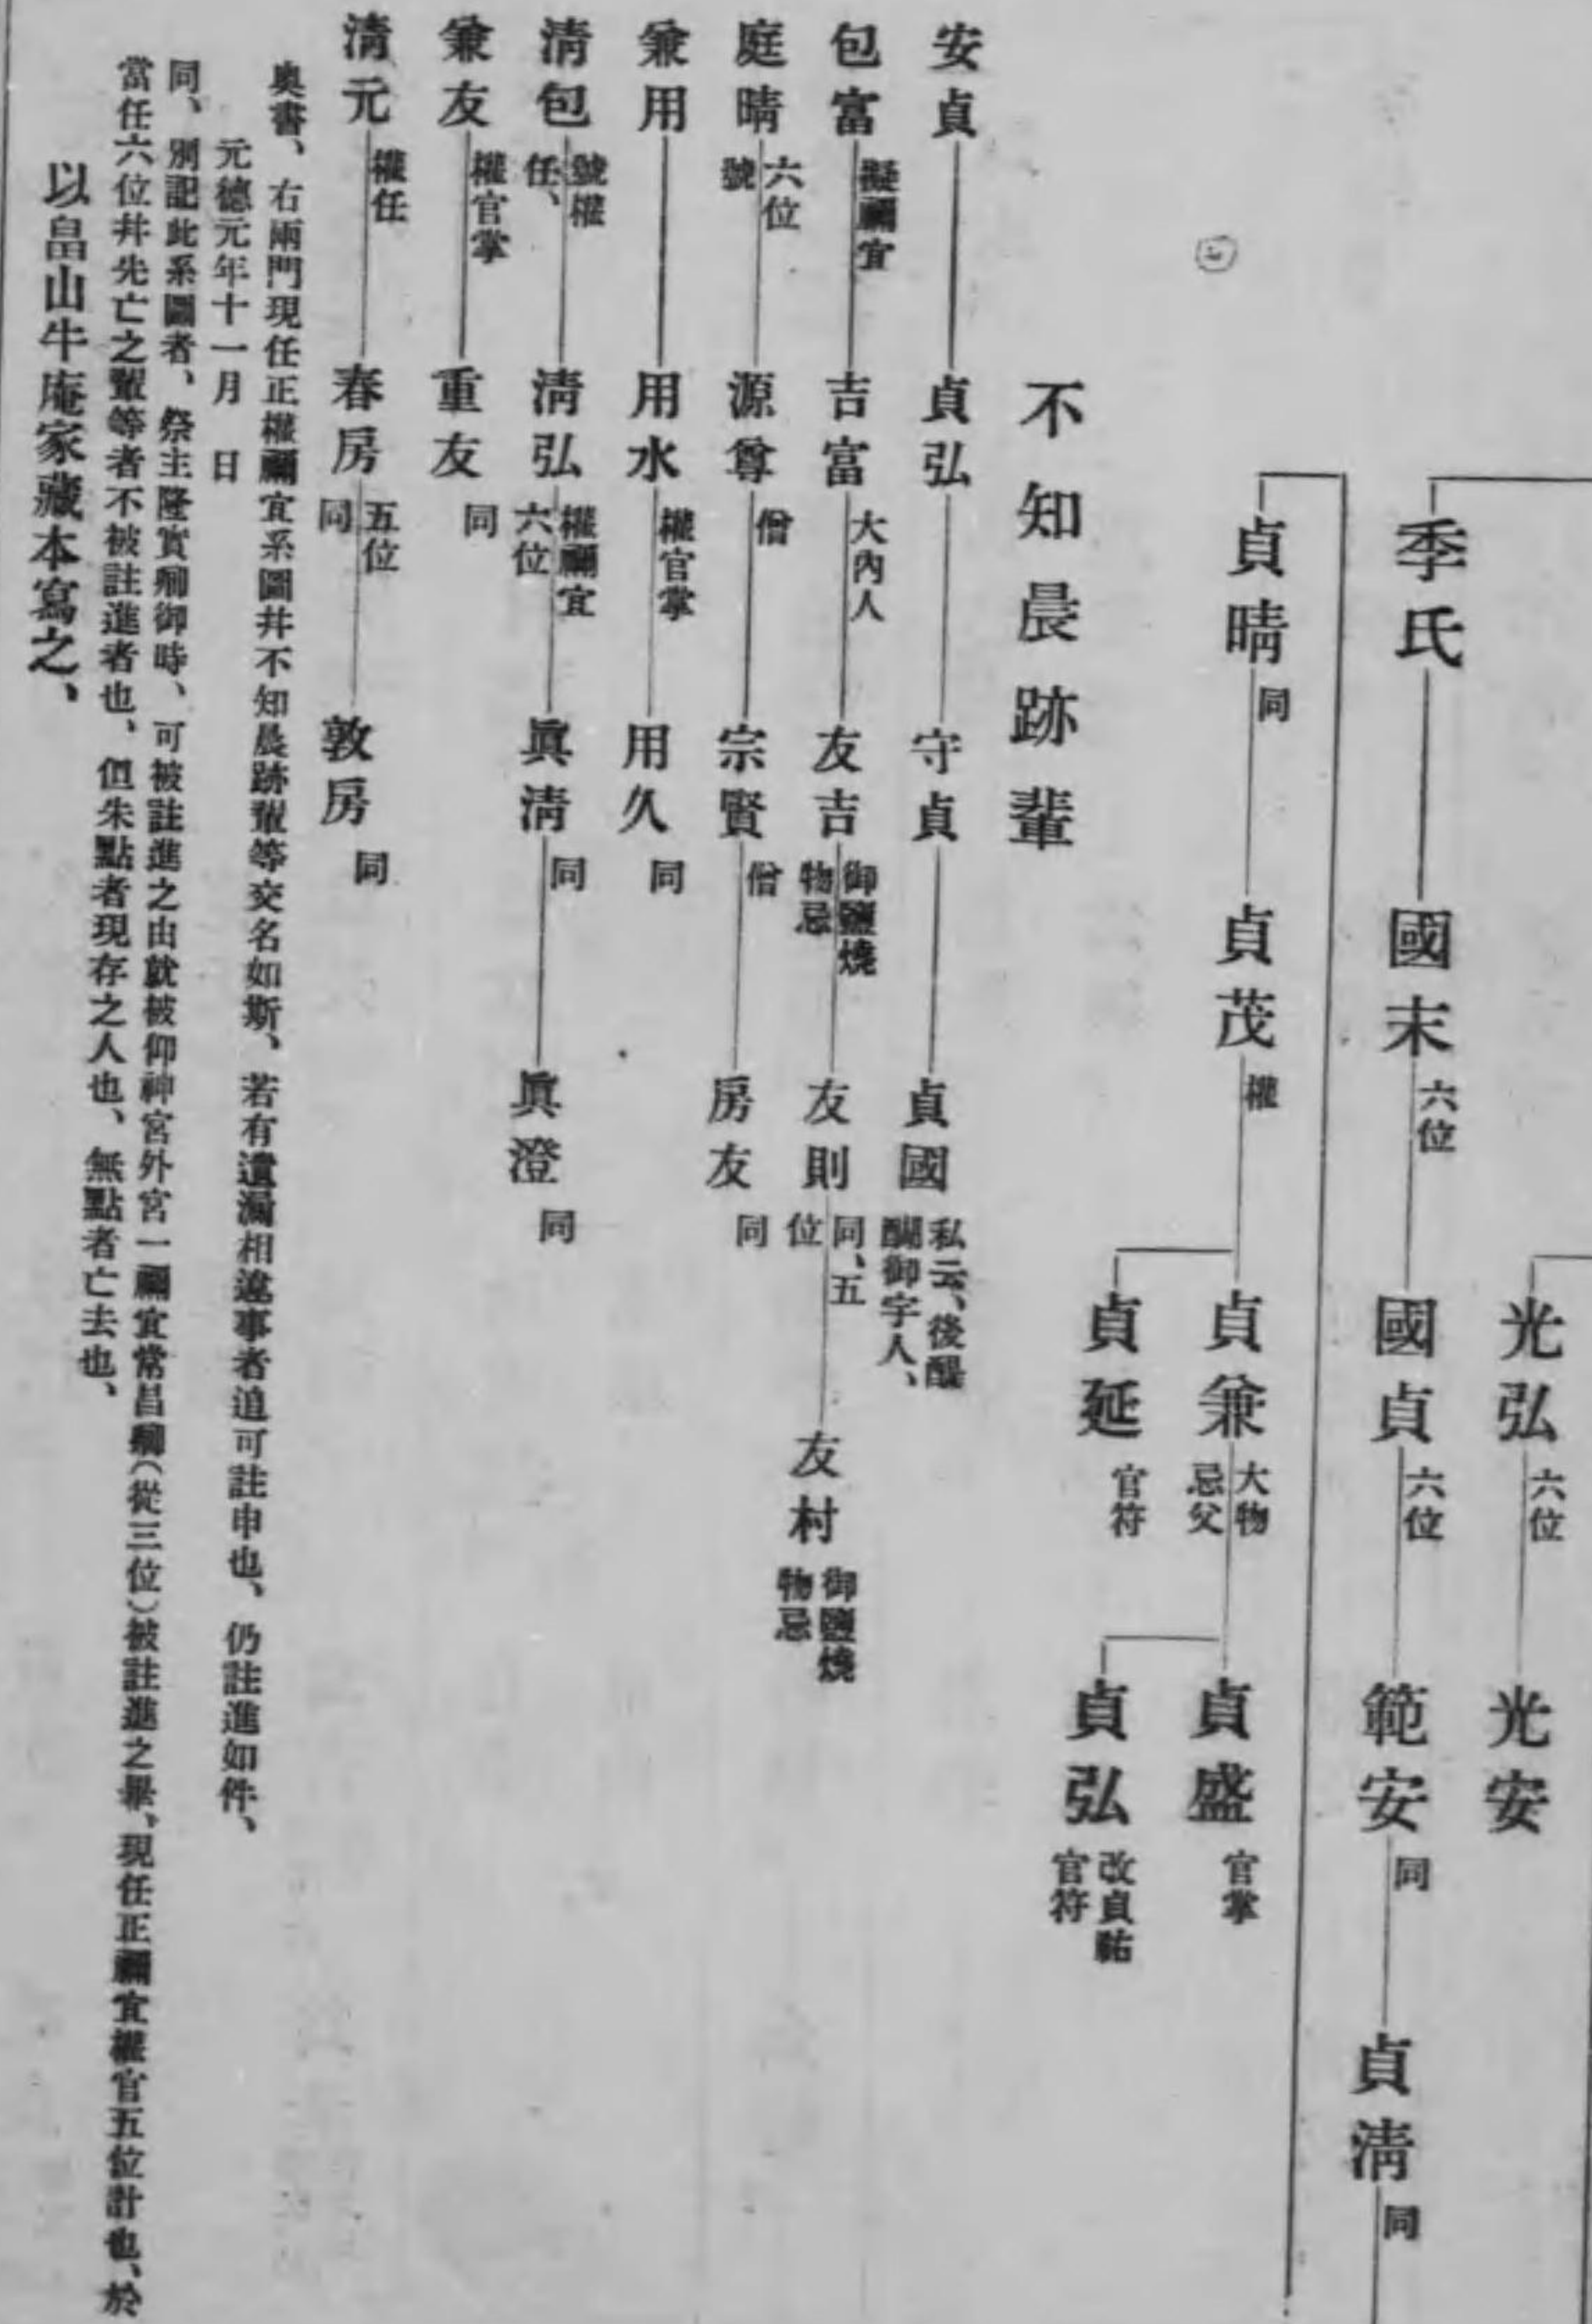 光弘 六位 光安
季氏 國末 六位 國貞 六位 範安 同 貞淸 同
貞晴 同 貞茂 權 貞兼 大物忌父 貞盛 官掌
貞弘 改貞祐 官符
貞延 官符
不知晨跡輩
安貞 貞弘 守貞 貞國 私云、後醍醐御字人、
包富 擬禰宜 吉富 大內人 友吉 御鹽燒物忌 友則 同、五位 友村 御鹽燒物忌
庭晴 六位號 源尊 僧 宗賢 僧 房友 同
兼用 用水 權官掌 用久 同
淸包 號權任、 淸弘 權禰宜六位 眞淸 同 眞澄 同
兼友 權官掌 重友 同
淸元 權任 春房 五位同 敦房 同
奥書、右兩門現任正權禰宜系圖幷不知晨跡輩等交名如斯、若有遺漏相違事者追可註申也、仍註進如件、
元德元年十一月 日
同、別記此系圖者、祭主隆實卿御時、可被註進之由就被仰神宮外宮一禰宜常昌卿(從三位)被註進之畢、現任正禰宜權官五位計也、於
當任六位幷先亡之輩等者不被註進者也、但朱點者現存之人也、無點者亡去也、
以畠山牛庵家藏本寫之、